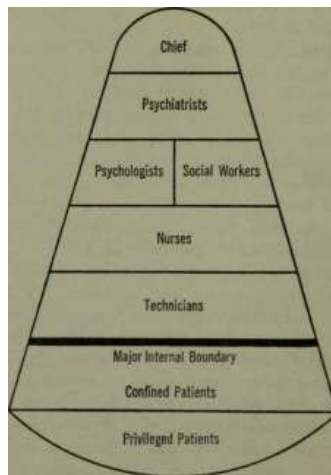 Chief
Psychiatrists
Psychologists Social Workers
Nurses
Technicians
Major Internal Boundary
Confined Patients
Privileged Patients